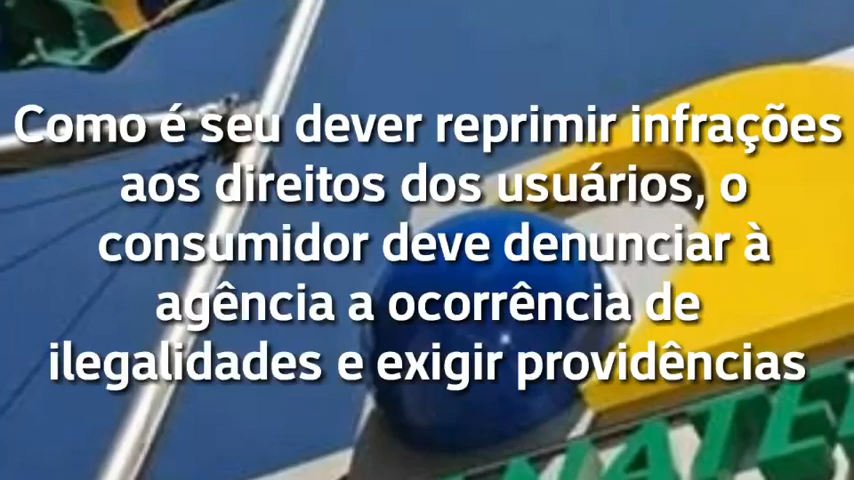 Como é seu dever reprimir infrações
aos direitos dos usuários, o
consumidor deve denunciar à
agência a ocorrência de
ilegalidades e exigir providências